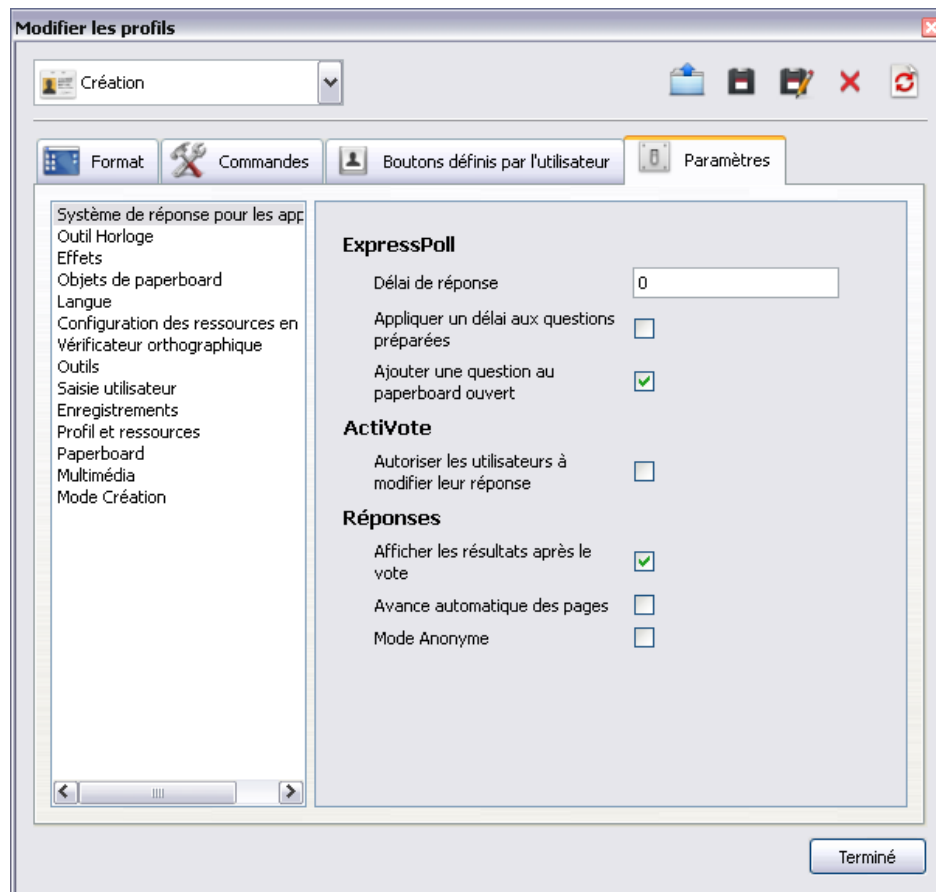 Modifier les profils
Création
Format
Commandes
Boutons définis par l'utilisateur
Paramètres
Système de réponse pour les app
Outil Horloge
Effets
Objets de paperboard
Langue
Configuration des ressources en
Vérificateur orthographique
Outils
Saisie utilisateur
Enregistrements
Profil et ressources
Paperboard
Multimédia
Mode Création
ExpressPoll
Délai de réponse
0
Appliquer un délai aux questions
préparées
Ajouter une question au
paperboard ouvert
ActiVote
Autoriser les utilisateurs à
modifier leur réponse
Réponses
Afficher les résultats après le
vote
Avance automatique des pages
Mode Anonyme
Terminé